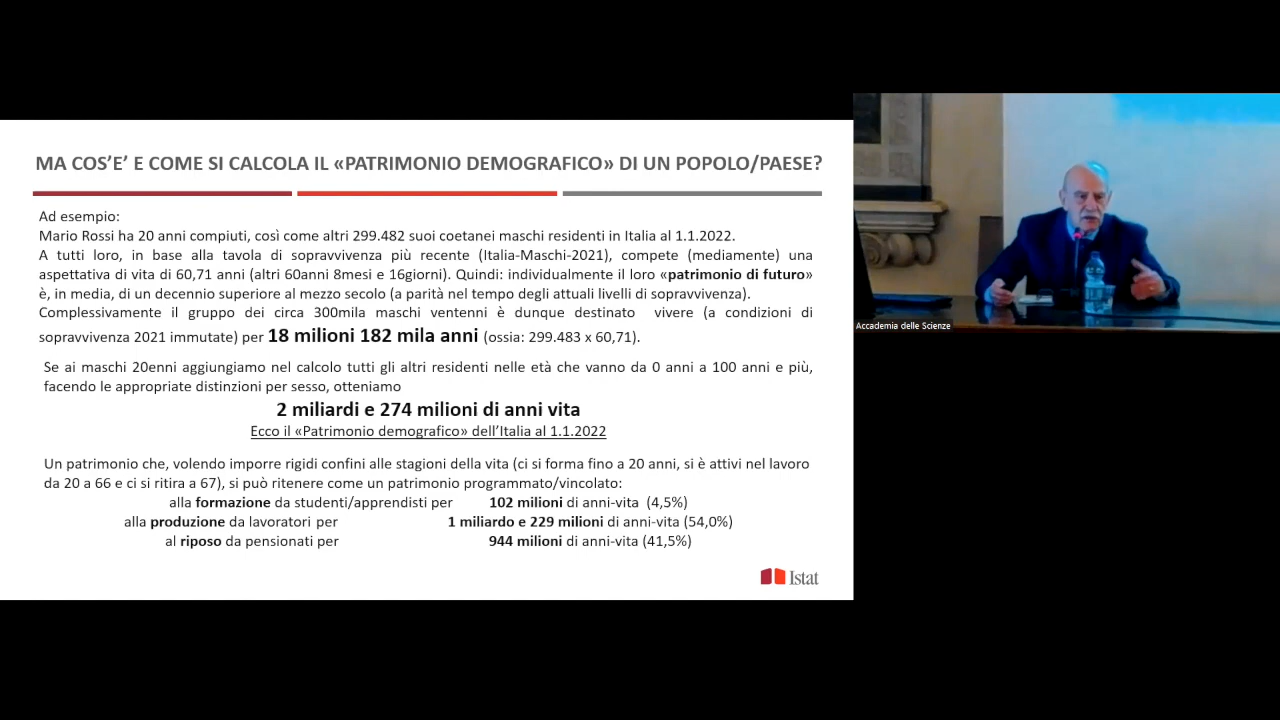 MA COS'E' E COME SI CALCOLA IL «PATRIMONIO DEMOGRAFICO» DI UN POPOLO/PAESE?
Ad esempio:
Mario Rossi ha 20 anni compiuti, così come altri 299.482 suoi coetanei maschi residenti in Italia al 1.1.2022.
A tutti loro, in base alla tavola di sopravvivenza più recente (Italia-Maschi-2021), compete (mediamente) una
aspettativa di vita di 60,71 anni (altri 60anni 8mesi e 16giorni). Quindi: individualmente il loro «patrimonio di futuro»
è, in media, di un decennio superiore al mezzo secolo (a parità nel tempo degli attuali livelli di sopravvivenza).
Complessivamente il gruppo dei circa 300mila maschi ventenni è dunque destinato vivere (a condizioni di
sopravvivenza 2021 immutate) per 18 milioni 182 mila anni (ossia: 299.483 x 60,71).
Se ai maschi 20enni aggiungiamo nel calcolo tutti gli altri residenti nelle età che vanno da 0 anni a 100 anni e più,
facendo le appropriate distinzioni per sesso, otteniamo
2 miliardi e 274 milioni di anni vita
Ecco il «Patrimonio demografico» dell'Italia al 1.1.2022
Un patrimonio che, volendo imporre rigidi confini alle stagioni della vita (ci si forma fino a 20 anni, si è attivi nel lavoro
da 20 a 66 e ci si ritira a 67), si può ritenere come un patrimonio programmato/vincolato:
alla formazione da studenti/apprendisti per 102 milioni di anni-vita (4,5%)
alla produzione da lavoratori per 1 miliardo e 229 milioni di anni-vita (54,0%)
al riposo da pensionati per 944 milioni di anni-vita (41,5%)
Istat
Accademia delle Scienze